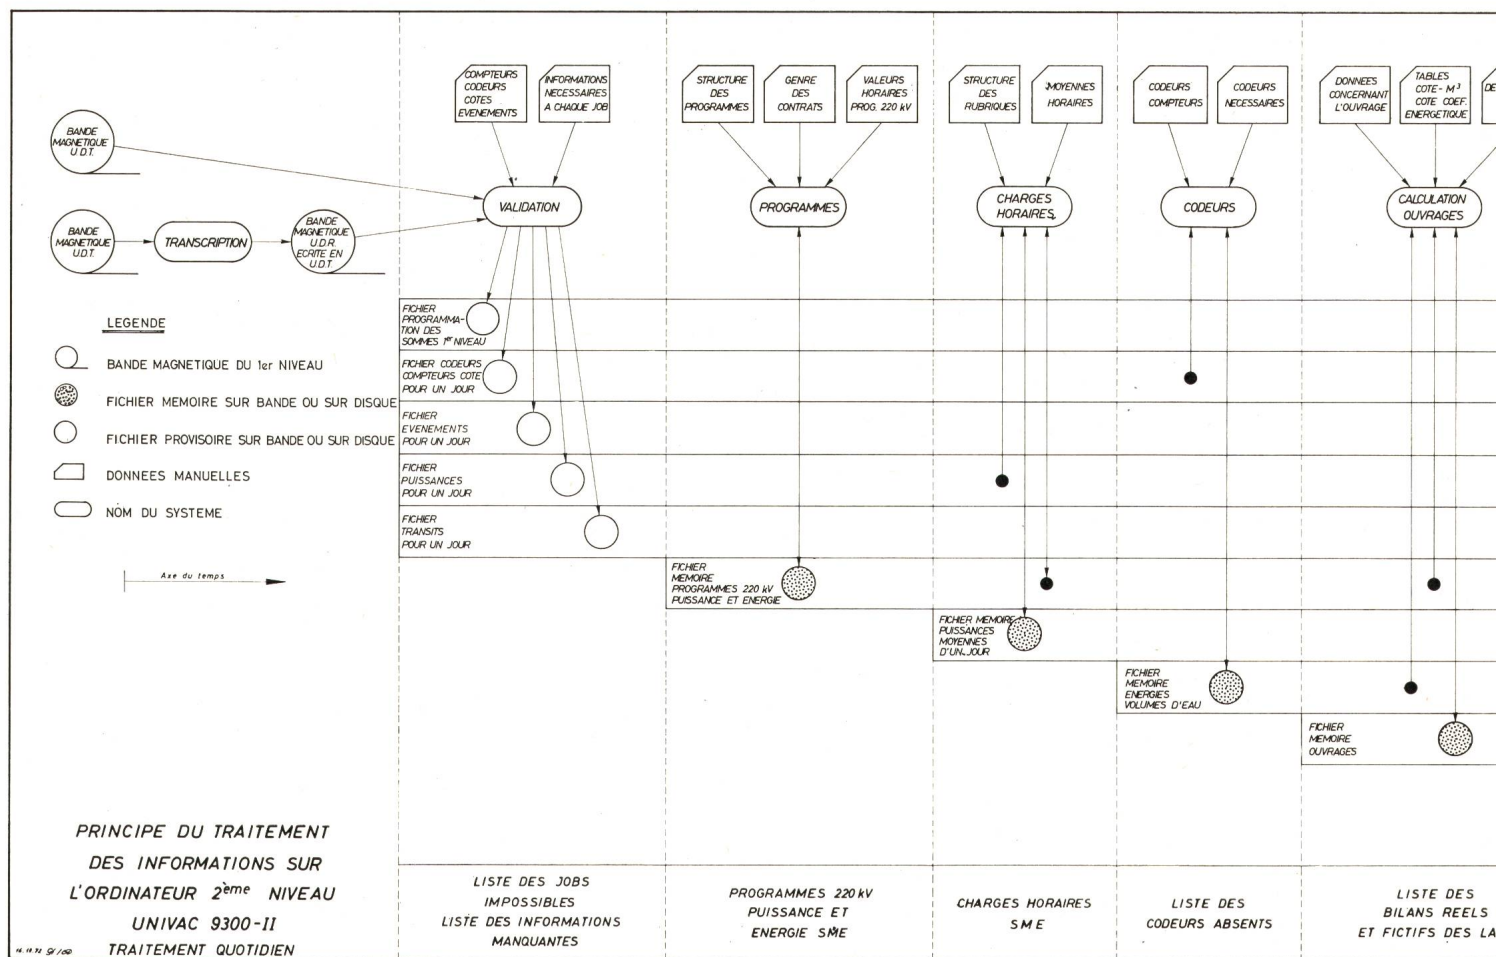 COMPTEURS
CODEURS
COTES
EVENEMENTS
INFORMATIONS
NECESSAIRES
A CHAQUE JOB
STRUCTURE
DES
PROGRAMMES
GENRE
DES
CONTRATS
VALEURS
HORAIRES
PROG. 220 kV
STRUCTURE
DES
RUBRIQUES
MOYENNES
HORAIRES
CODEURS
COMPTEURS
CODEURS
NECESSAIRES
DONNEES
CONCERNANT
L'OUVRAGE
TABLES
COTE - M³
COTE COEF.
ENERGETIQUE
DE
BANDE
MAGNETIQUE
U.D.T.
VALIDATION
PROGRAMMES
CHARGES
HORAIRES
CODEURS
CALCULATION
OUVRAGES
BANDE
MAGNETIQUE
U.D.T.
TRANSCRIPTION
BANDE
MAGNETIQUE
U.D.R.
ECRITE EN
U.D.T.
LEGENDE
BANDE MAGNETIQUE DU 1er NIVEAU
FICHIER MEMOIRE SUR BANDE OU SUR DISQUE
FICHIER PROVISOIRE SUR BANDE OU SUR DISQUE
DONNEES MANUELLES
NOM DU SYSTEME
Axe du temps
FICHIER
PROGRAMMA-
TION DES
SOMMES 1er NIVEAU
FICHIER CODEURS
COMPTEURS COTE
POUR UN JOUR
FICHIER
EVENEMENTS
POUR UN JOUR
FICHIER
PUISSANCES
POUR UN JOUR
FICHIER
TRANSITS
POUR UN JOUR
FICHIER
MEMOIRE
PROGRAMMES 220 kV
PUISSANCE ET ENERGIE
FICHIER MEMOIRE
PUISSANCES
MOYENNES
D'UN JOUR
FICHIER
MEMOIRE
ENERGIES
VOLUMES D'EAU
FICHIER
MEMOIRE
OUVRAGES
PRINCIPE DU TRAITEMENT
DES INFORMATIONS SUR
L'ORDINATEUR 2ème NIVEAU
UNIVAC 9300-II
TRAITEMENT QUOTIDIEN
LISTE DES JOBS
IMPOSSIBLES
LISTE DES INFORMATIONS
MANQUANTES
PROGRAMMES 220 kV
PUISSANCE ET
ENERGIE SME
CHARGES HORAIRES
SME
LISTE DES
CODEURS ABSENTS
LISTE DES
BILANS REELS
ET FICTIFS DES LA